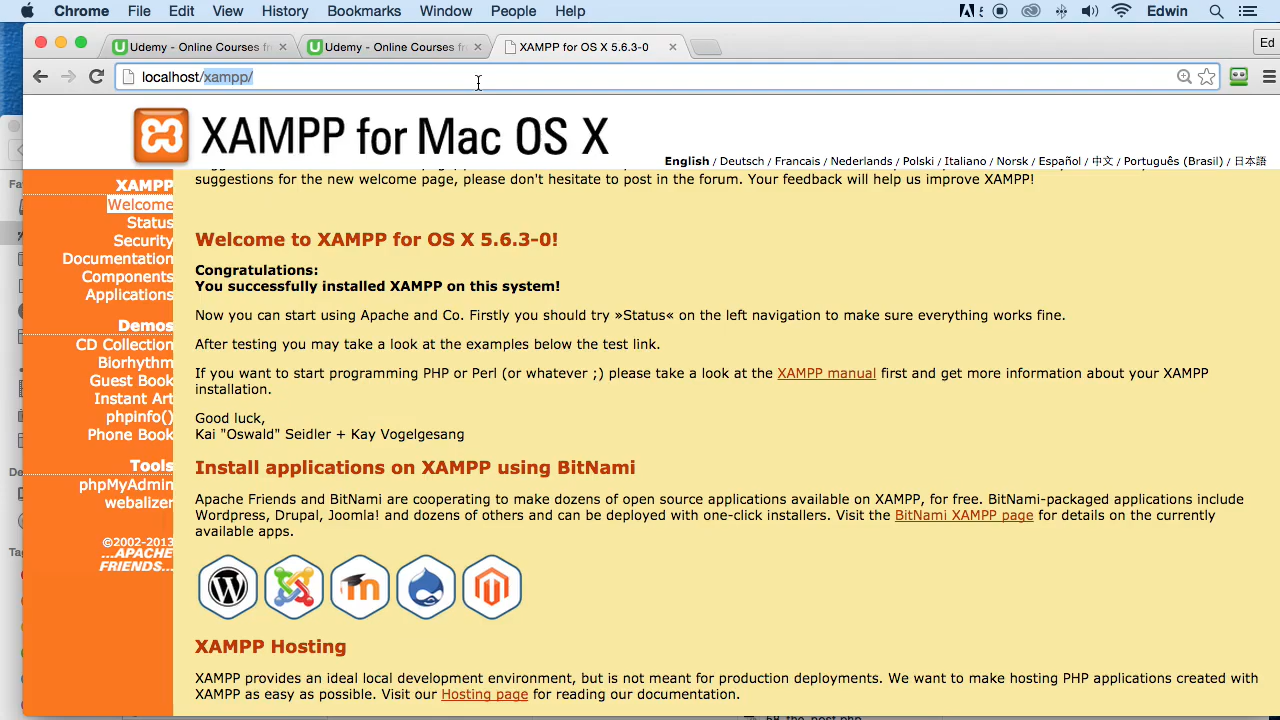 Chrome File Edit View History Bookmarks Window People Help Edwin
Udemy - Online Courses fr
Udemy - Online Courses fr
XAMPP for OS X 5.6.3-0
Ed
localhost/xampp/
XAMPP for Mac OS X
English / Deutsch / Francais / Nederlands / Polski / Italiano / Norsk / Español / 中文 / Português (Brasil) / 日本語
XAMPP
Welcome
Status
Security
Documentation
Components
Applications
Demos
CD Collection
Biorhythm
Guest Book
Instant Art
phpinfo()
Phone Book
Tools
phpMyAdmin
webalizer
©2002-2013
...APACHE
FRIENDS...
suggestions for the new welcome page, please don't hesitate to post in the forum. Your feedback will help us improve XAMPP!
Welcome to XAMPP for OS X 5.6.3-0!
Congratulations:
You successfully installed XAMPP on this system!
Now you can start using Apache and Co. Firstly you should try »Status« on the left navigation to make sure everything works fine.
After testing you may take a look at the examples below the test link.
If you want to start programming PHP or Perl (or whatever ;) please take a look at the XAMPP manual first and get more information about your XAMPP
installation.
Good luck,
Kai "Oswald" Seidler + Kay Vogelgesang
Install applications on XAMPP using BitNami
Apache Friends and BitNami are cooperating to make dozens of open source applications available on XAMPP, for free. BitNami-packaged applications include
Wordpress, Drupal, Joomla! and dozens of others and can be deployed with one-click installers. Visit the BitNami XAMPP page for details on the currently
available apps.
XAMPP Hosting
XAMPP provides an ideal local development environment, but is not meant for production deployments. We want to make hosting PHP applications created with
XAMPP as easy as possible. Visit our Hosting page for reading our documentation.